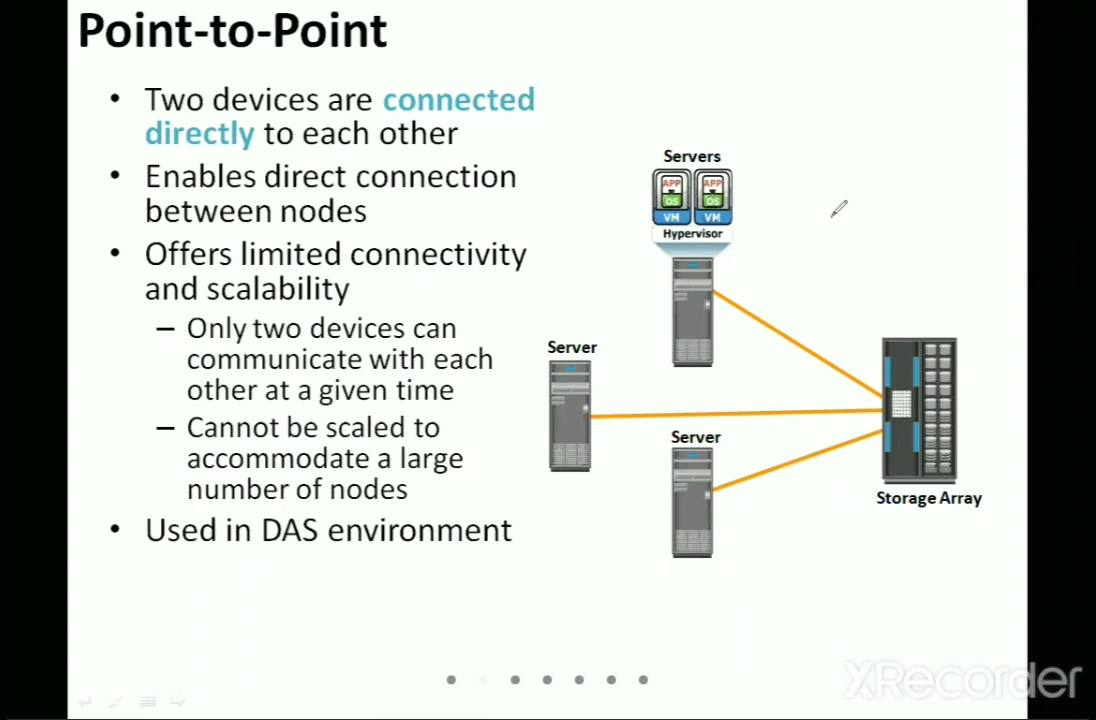 Point-to-Point
• Two devices are connected
directly to each other
• Enables direct connection
between nodes
• Offers limited connectivity
and scalability
– Only two devices can
communicate with each
other at a given time
– Cannot be scaled to
accommodate a large
number of nodes
• Used in DAS environment
Servers
APP APP
OS OS
VM VM
Hypervisor
Server
Server
Storage Array
XRecorder